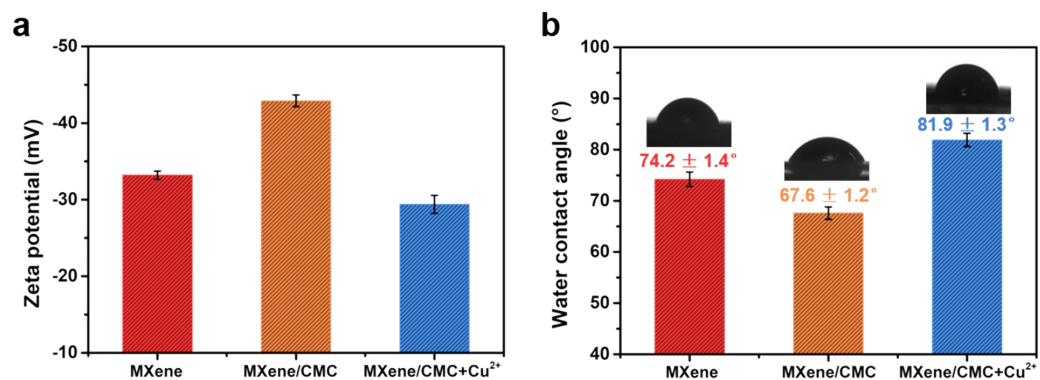 a
Zeta potential (mV)
-50
-40
-30
-20
-10
MXene
MXene/CMC
MXene/CMC+Cu²⁺
b
Water contact angle (°)
100
90
80
70
60
50
40
74.2 ± 1.4°
67.6 ± 1.2°
81.9 ± 1.3°
MXene
MXene/CMC
MXene/CMC+Cu²⁺